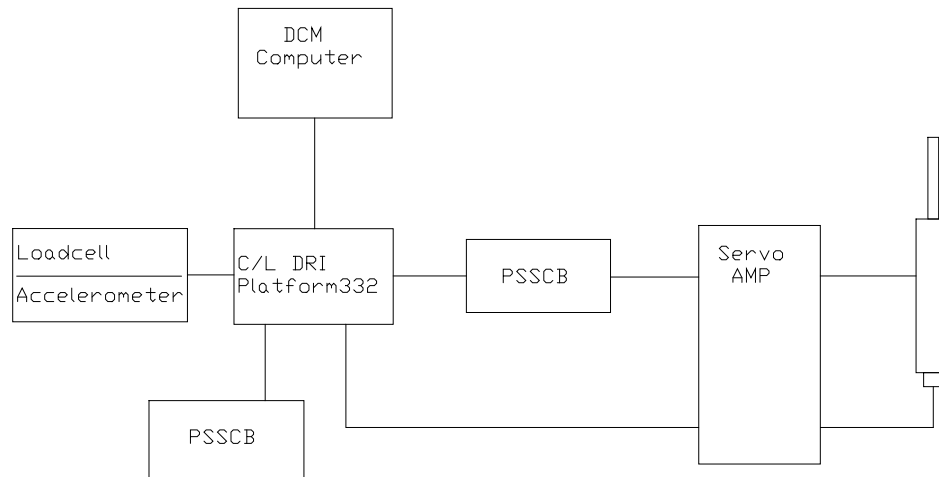 DCM
Computer
Loadcell
Accelerometer
C/L DRI
Platform332
PSSCB
Servo
AMP
PSSCB